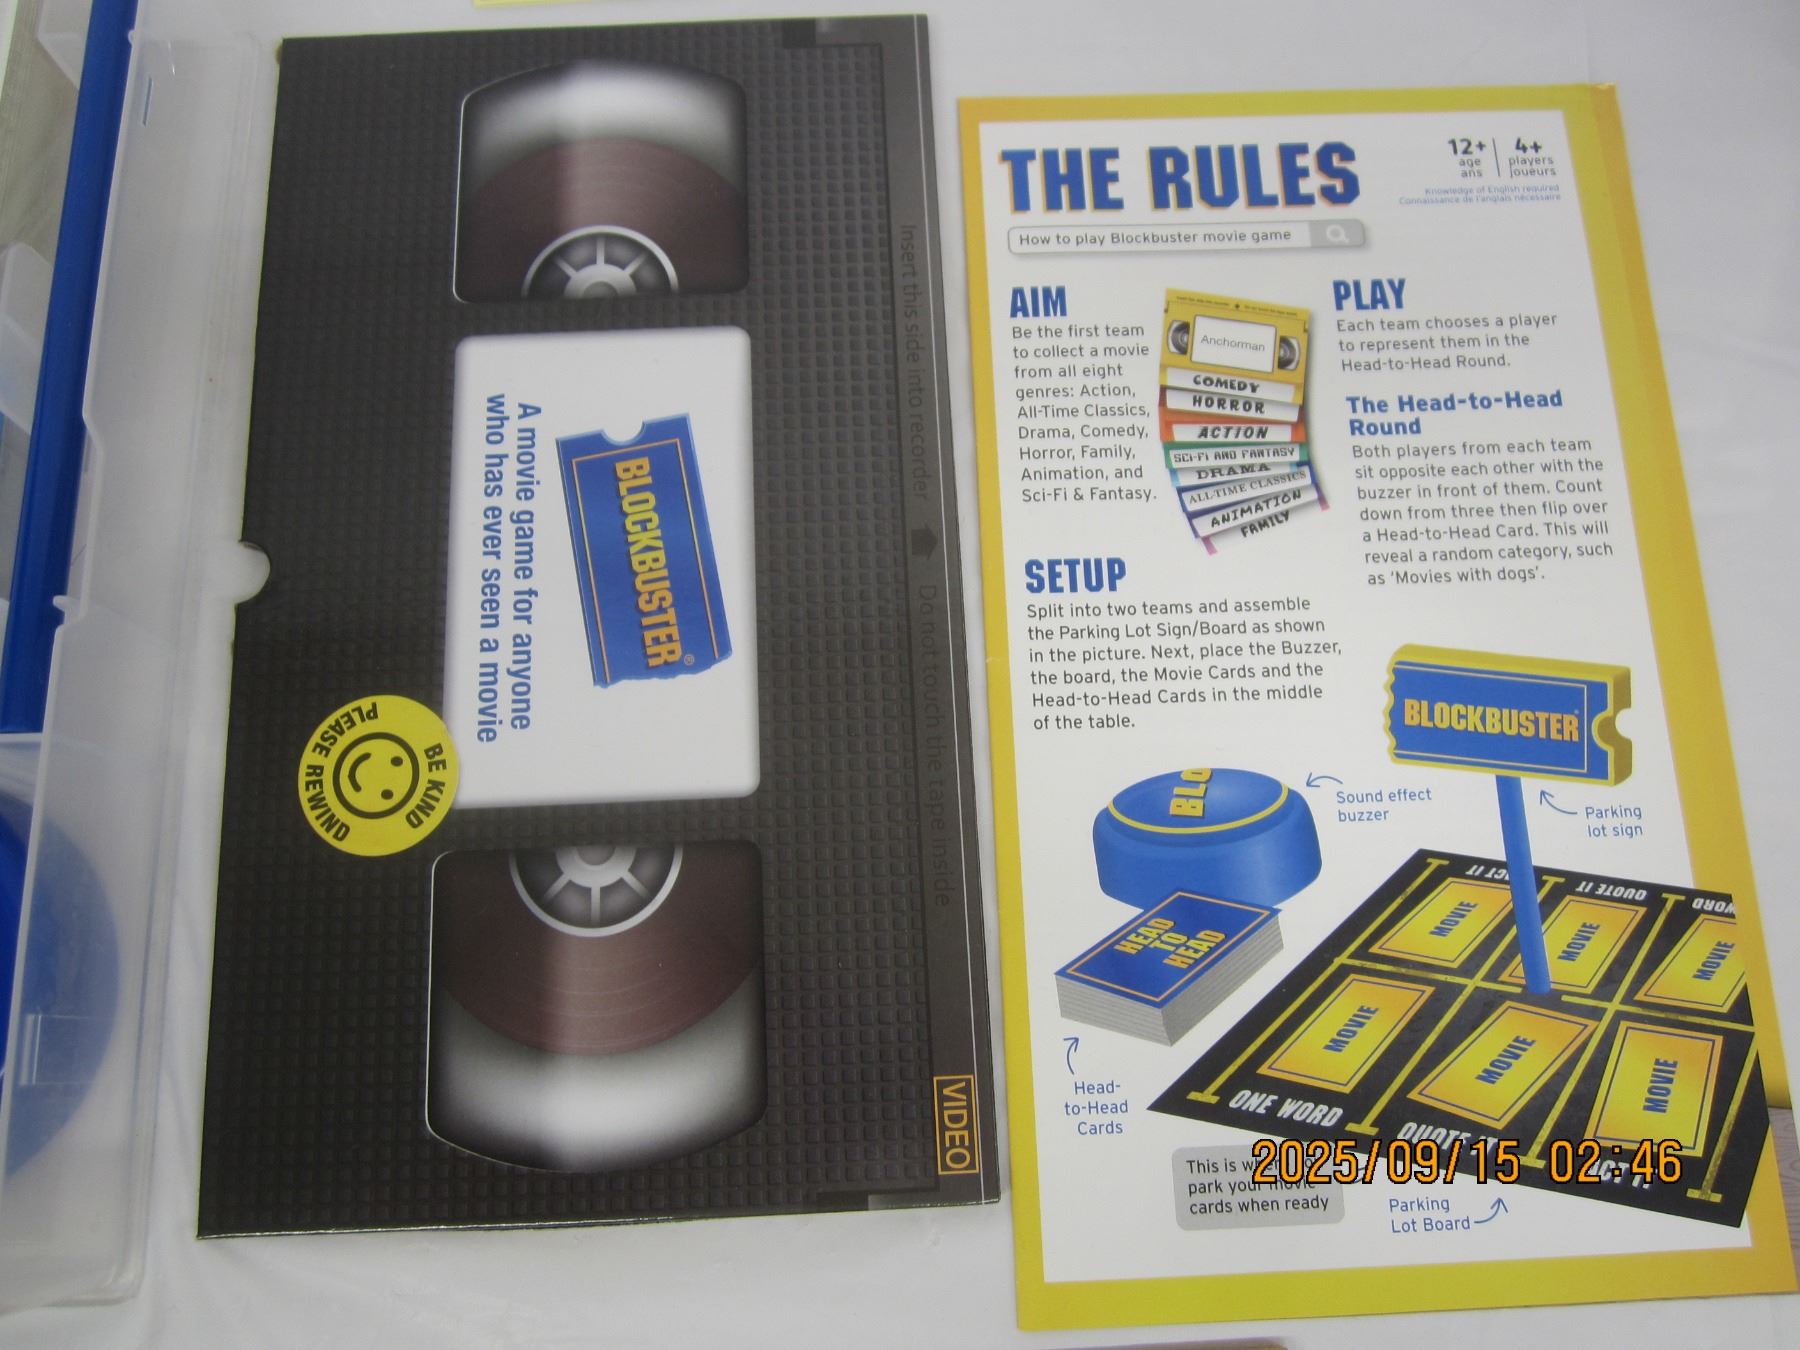 Insert this side into recorder
Do not touch the tape inside
VIDEO
BLOCKBUSTER®
A movie game for anyone
who has ever seen a movie
BE KIND
PLEASE REWIND
THE RULES
12+
age
ans
4+
players
joueurs
Knowledge of English required
Connaissance de l'anglais nécessaire
How to play Blockbuster movie game
AIM
Be the first team
to collect a movie
from all eight
genres: Action,
All-Time Classics,
Drama, Comedy,
Horror, Family,
Animation, and
Sci-Fi & Fantasy.
Anchorman
COMEDY
HORROR
ACTION
SCI-FI AND FANTASY
DRAMA
ALL-TIME CLASSICS
ANIMATION
FAMILY
SETUP
Split into two teams and assemble
the Parking Lot Sign/Board as shown
in the picture. Next, place the Buzzer,
the board, the Movie Cards and the
Head-to-Head Cards in the middle
of the table.
PLAY
Each team chooses a player
to represent them in the
Head-to-Head Round.
The Head-to-Head
Round
Both players from each team
sit opposite each other with the
buzzer in front of them. Count
down from three then flip over
a Head-to-Head Card. This will
reveal a random category, such
as 'Movies with dogs'.
BLOCKBUSTER
Parking
lot sign
BLO
Sound effect
buzzer
HEAD
TO
HEAD
Head-
to-Head
Cards
ACT IT
QUOTE IT
WORD
MOVIE
MOVIE
MOVIE
MOVIE
MOVIE
MOVIE
ONE WORD
QUOTE IT
This is
park your movie
cards when ready
Parking
Lot Board
2025/09/15 02:46